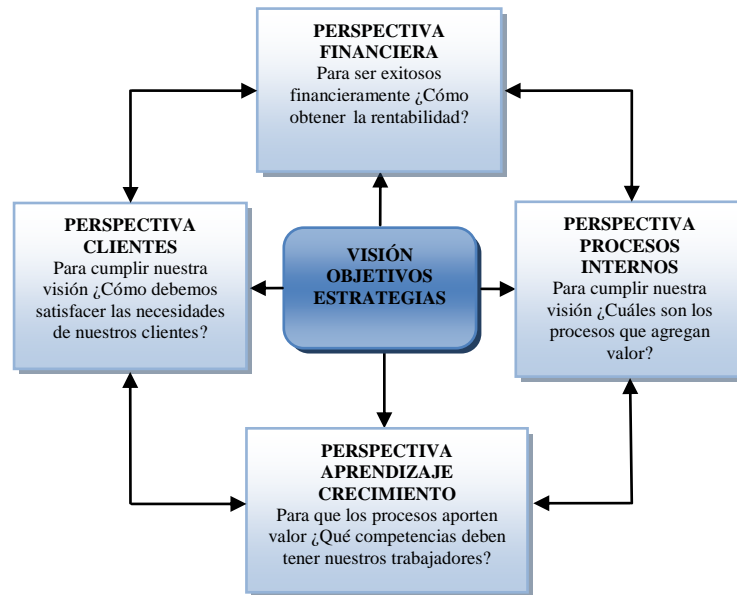 PERSPECTIVA
FINANCIERA
Para ser exitosos
financieramente ¿Cómo
obtener la rentabilidad?
PERSPECTIVA
CLIENTES
Para cumplir nuestra
visión ¿Cómo debemos
satisfacer las necesidades
de nuestros clientes?
VISIÓN
OBJETIVOS
ESTRATEGIAS
PERSPECTIVA
PROCESOS
INTERNOS
Para cumplir nuestra
visión ¿Cuáles son los
procesos que agregan
valor?
PERSPECTIVA
APRENDIZAJE
CRECIMIENTO
Para que los procesos aporten
valor ¿Qué competencias deben
tener nuestros trabajadores?